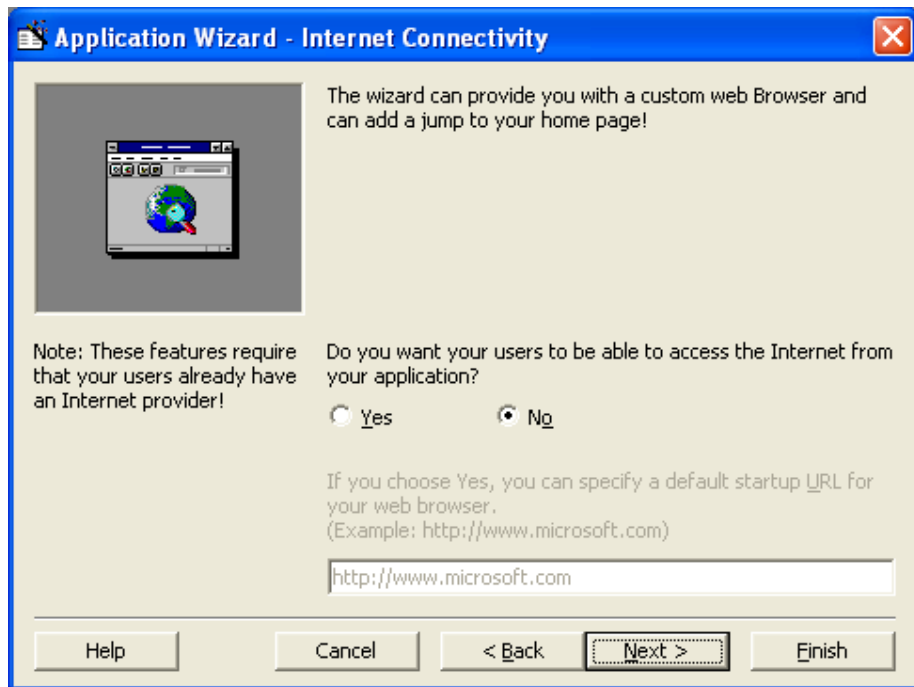 Application Wizard - Internet Connectivity
The wizard can provide you with a custom web Browser and
can add a jump to your home page!
Note: These features require
that your users already have
an Internet provider!
Do you want your users to be able to access the Internet from
your application?
Yes No
If you choose Yes, you can specify a default startup URL for
your web browser.
(Example: http://www.microsoft.com)
http://www.microsoft.com
Help Cancel < Back Next > Finish